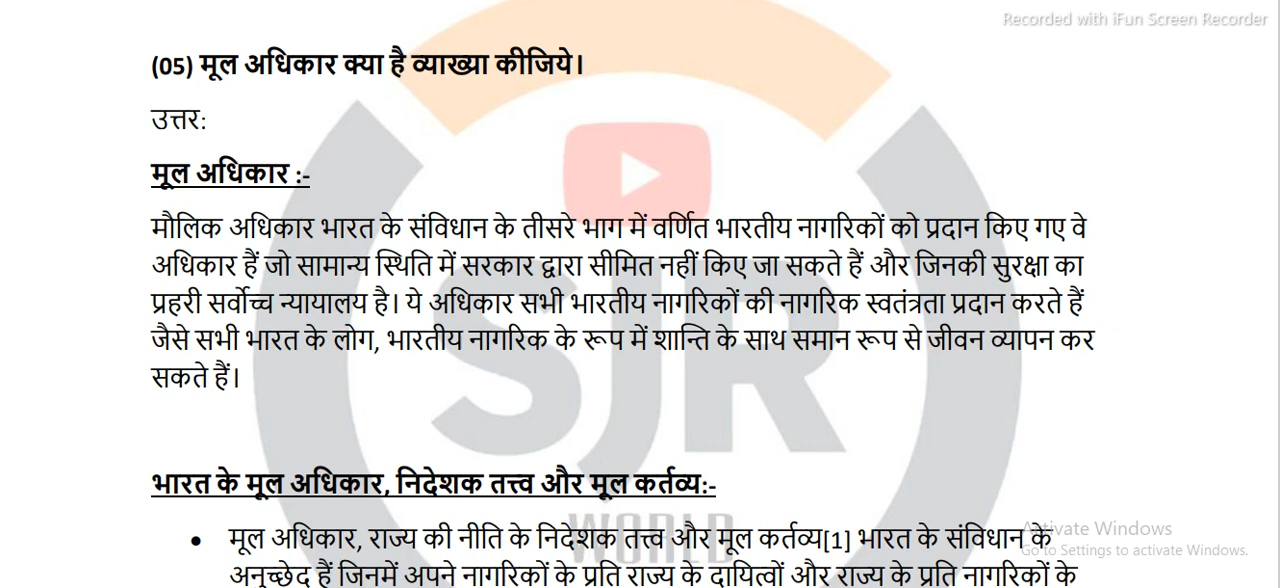 Recorded with iFun Screen Recorder
(05) मूल अधिकार क्या है व्याख्या कीजिये।
उत्तर:
मूल अधिकार :-
मौलिक अधिकार भारत के संविधान के तीसरे भाग में वर्णित भारतीय नागरिकों को प्रदान किए गए वे
अधिकार हैं जो सामान्य स्थिति में सरकार द्वारा सीमित नहीं किए जा सकते हैं और जिनकी सुरक्षा का
प्रहरी सर्वोच्च न्यायालय है। ये अधिकार सभी भारतीय नागरिकों की नागरिक स्वतंत्रता प्रदान करते हैं
जैसे सभी भारत के लोग, भारतीय नागरिक के रूप में शान्ति के साथ समान रूप से जीवन व्यापन कर
सकते हैं।
SJR
भारत के मूल अधिकार, निदेशक तत्त्व और मूल कर्तव्य:-
WORLD
• मूल अधिकार, राज्य की नीति के निदेशक तत्त्व और मूल कर्तव्य[1] भारत के संविधान के
अनुच्छेद हैं जिनमें अपने नागरिकों के प्रति राज्य के दायित्वों और राज्य के प्रति नागरिकों के
Activate Windows
Go to Settings to activate Windows.